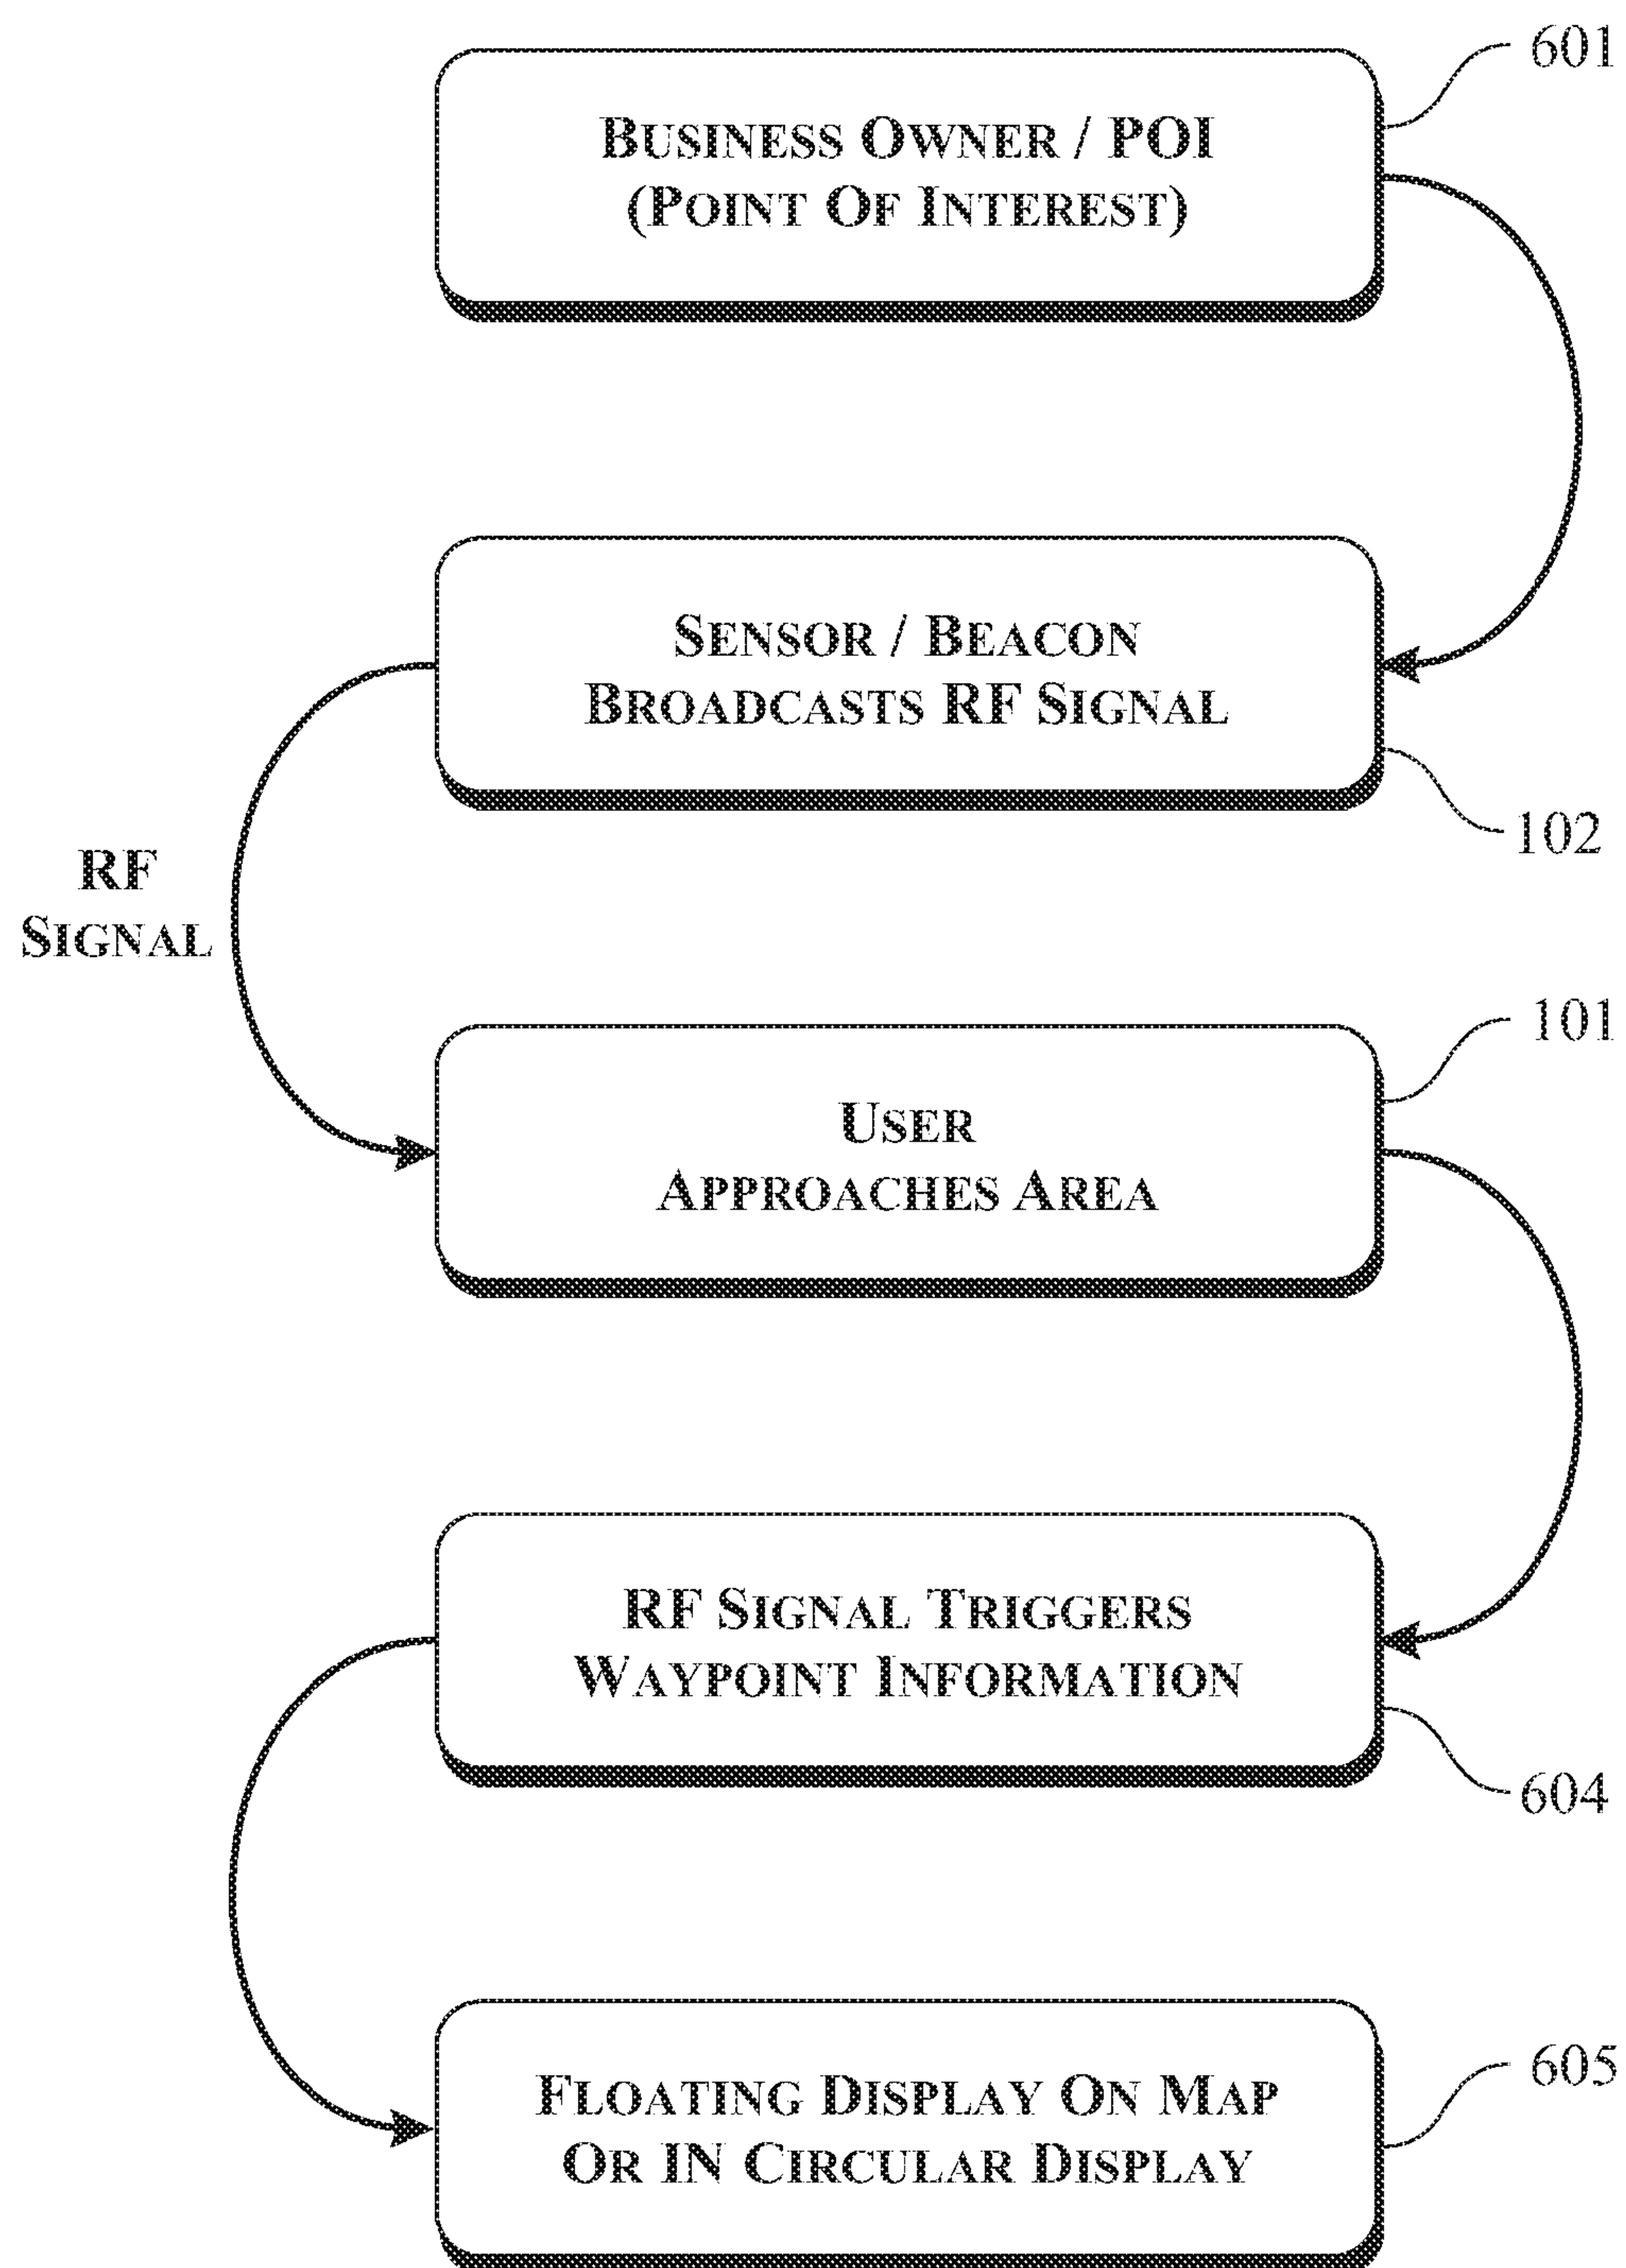 601
BUSINESS OWNER / POI
(POINT OF INTEREST)
SENSOR / BEACON
BROADCASTS RF SIGNAL
102
RF
SIGNAL
101
USER
APPROACHES AREA
RF SIGNAL TRIGGERS
WAYPOINT INFORMATION
604
605
FLOATING DISPLAY ON MAP
OR IN CIRCULAR DISPLAY